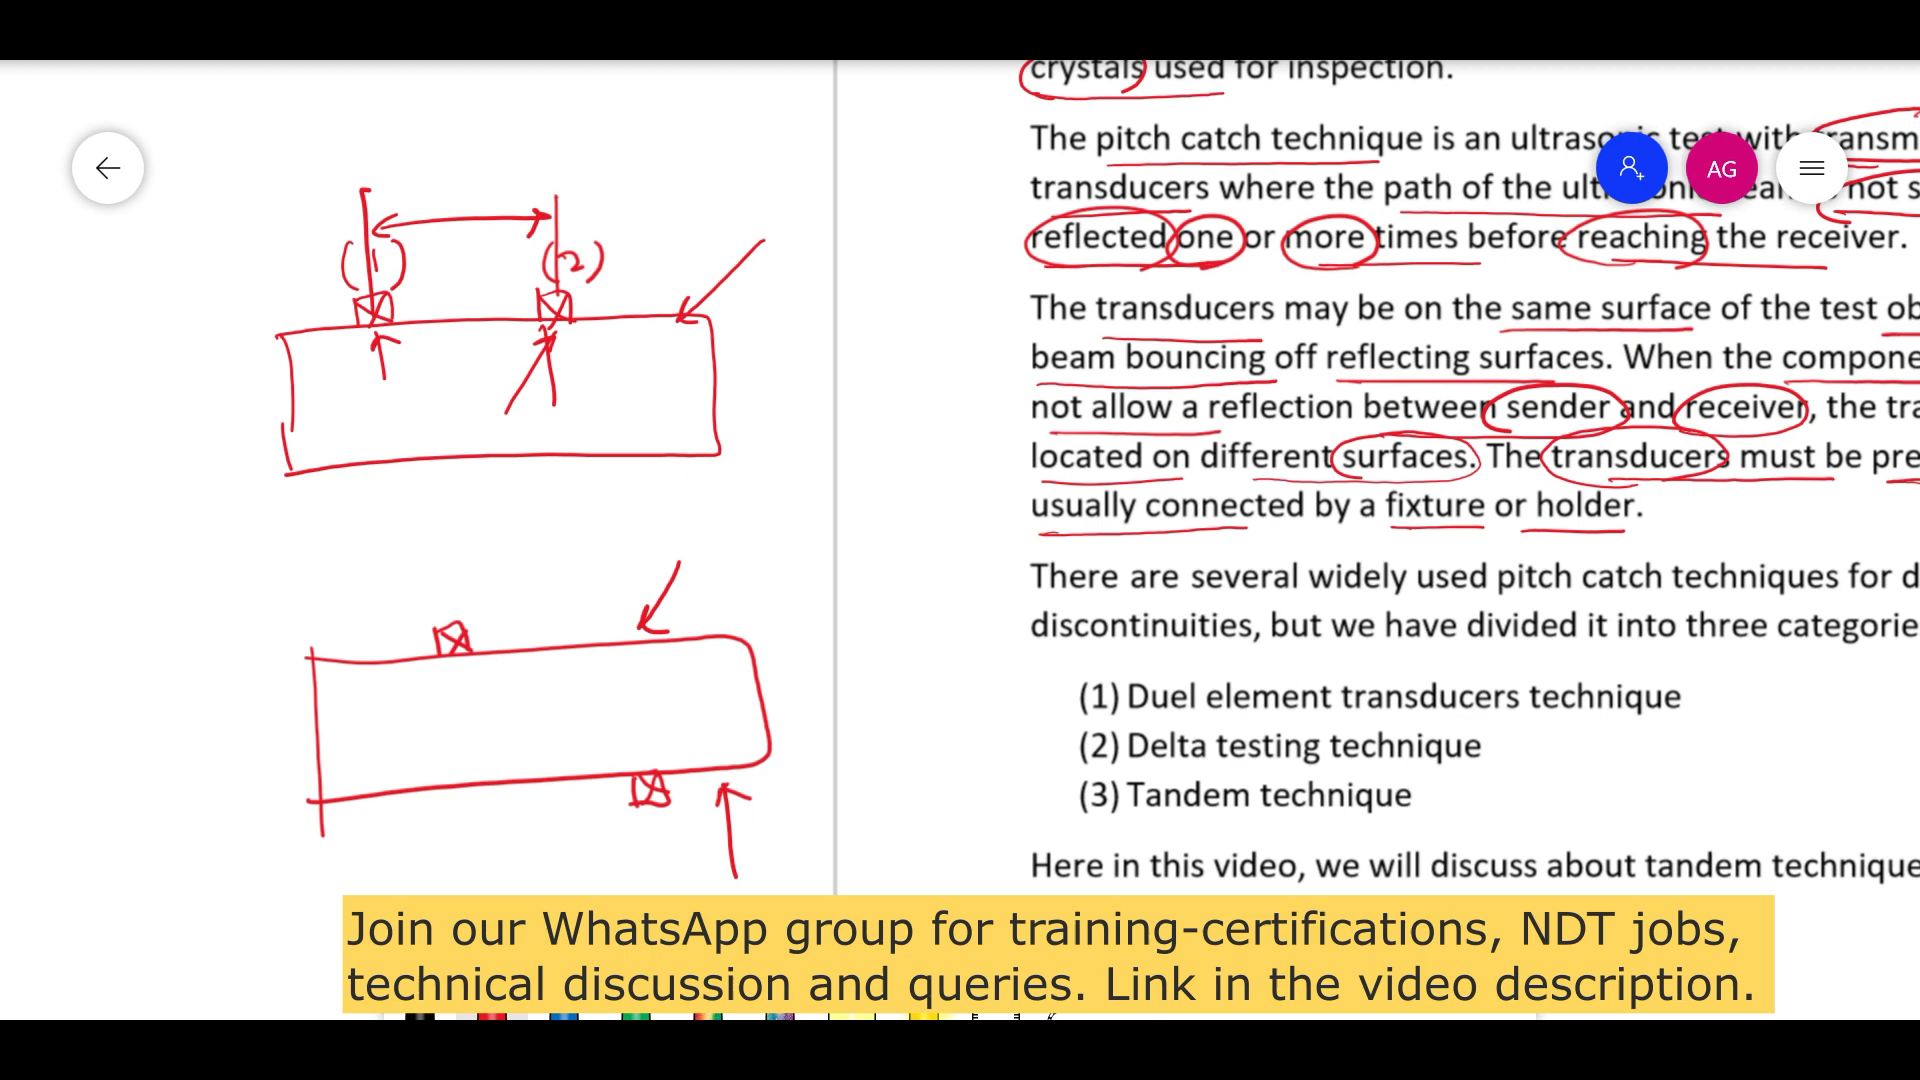 (1) (2)
crystals used for inspection.
The pitch catch technique is an ultrasonic test with transm
transducers where the path of the not s
reflected one or more times before reaching the receiver.
The transducers may be on the same surface of the test ob
beam bouncing off reflecting surfaces. When the compone
not allow a reflection between sender and receiver, the tra
located on different surfaces. The transducers must be pre
usually connected by a fixture or holder.
There are several widely used pitch catch techniques for d
discontinuities, but we have divided it into three categorie
(1) Duel element transducers technique
(2) Delta testing technique
(3) Tandem technique
Here in this video, we will discuss about tandem technique
AG
Join our WhatsApp group for training-certifications, NDT jobs,
technical discussion and queries. Link in the video description.